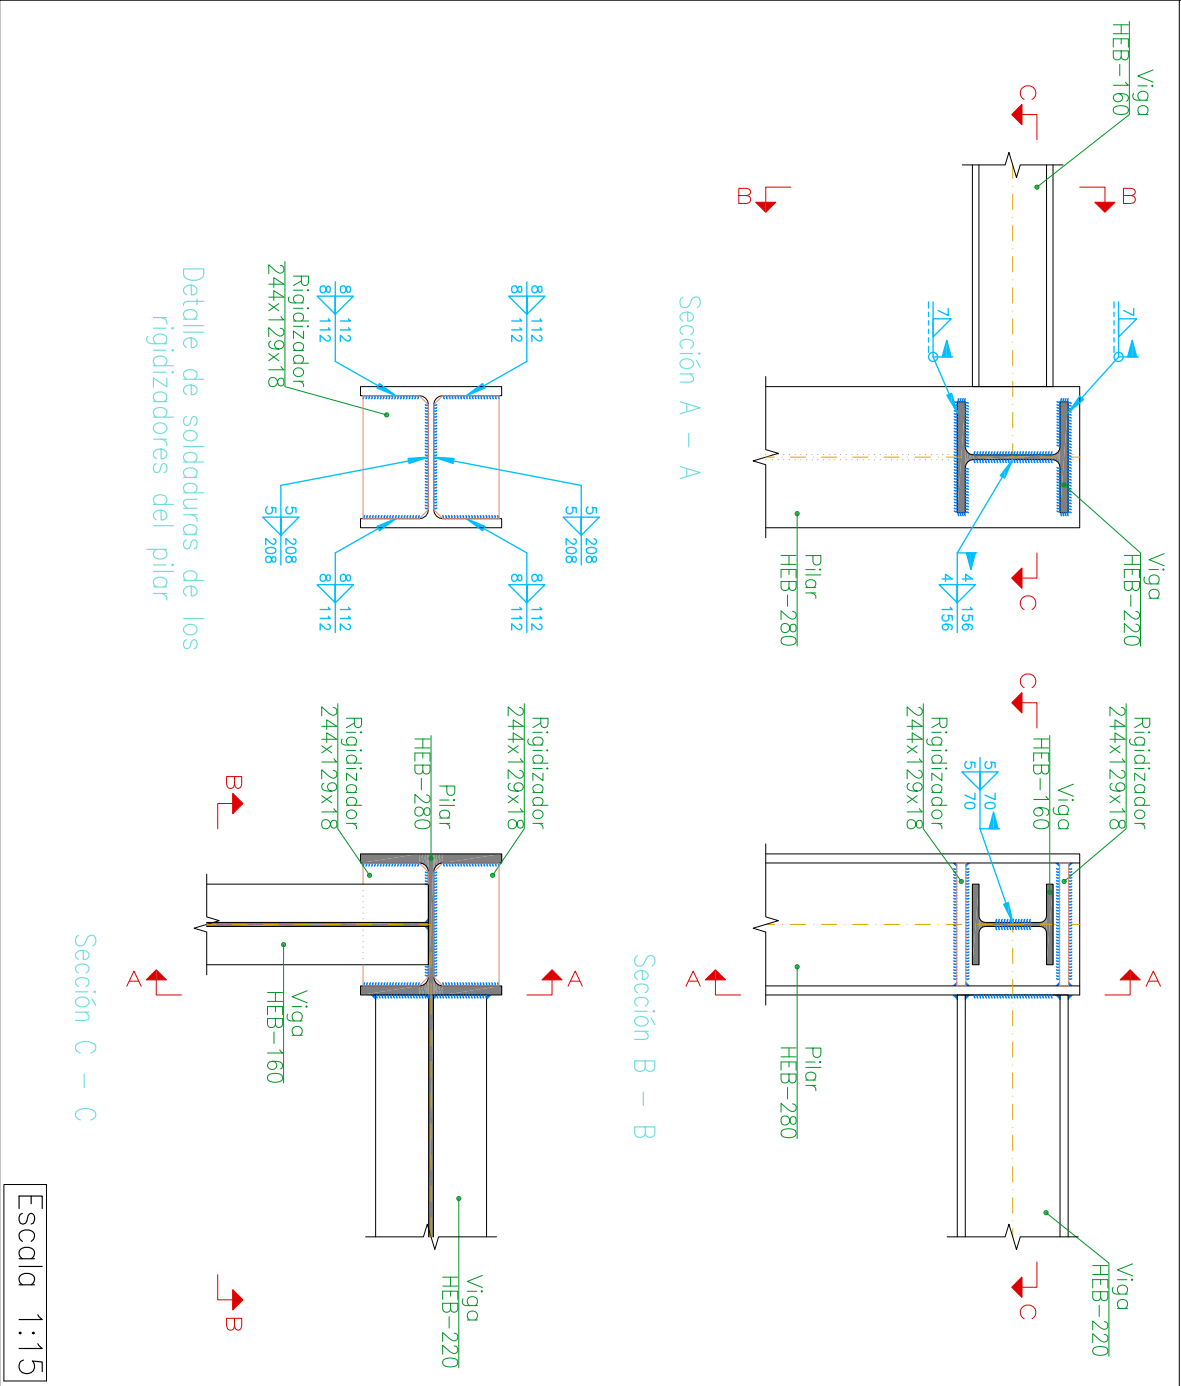 Viga
HEB-160
C
B
B
7
7
Viga
HEB-220
C
4 156
4 156
Pilar
HEB-280
Sección A - A
Rigidizador
244x129x18
Viga
HEB-160
C
5 70
5 70
Rigidizador
244x129x18
A
A
Pilar
HEB-280
Viga
HEB-220
C
Sección B - B
8 112
8 112
8 112
8 112
5 208
5 208
Rigidizador
244x129x18
8 112
8 112
8 112
8 112
5 208
5 208
Detalle de soldaduras de los
rigidizadores del pilar
Rigidizador
244x129x18
Pilar
HEB-280
Rigidizador
244x129x18
B
A
A
Viga
HEB-160
Viga
HEB-220
B
Sección C - C
Escala 1:15